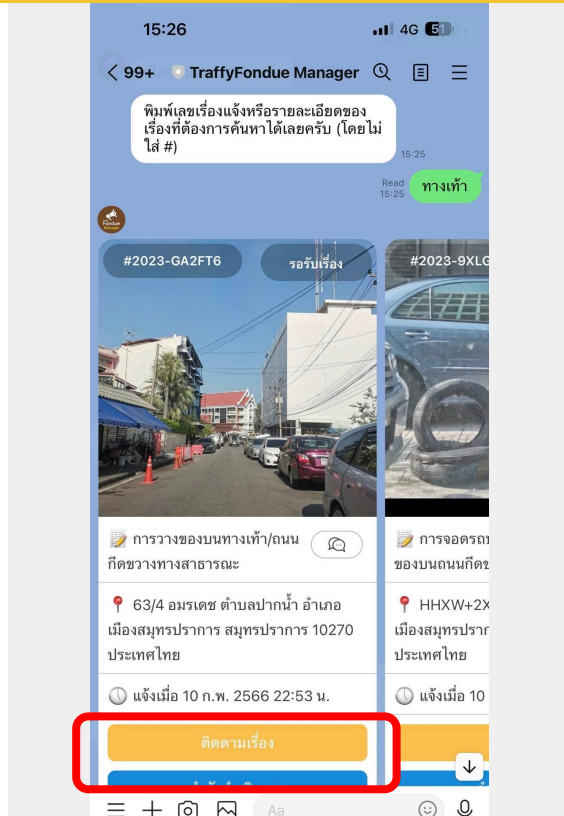 15:26
4G 51
99+ TraffyFondue Manager
พิมพ์เลขเรื่องแจ้งหรือรายละเอียดของ
เรื่องที่ต้องการค้นหาได้เลยครับ (โดยไม่
ใส่ #)
15:25
Read
15:25
ทางเท้า
Fondue
Manager
#2023-GA2FT6
รอรับเรื่อง
#2023-9XLG
📝 การวางของบนทางเท้า/ถนน
กีดขวางทางสาธารณะ
📝 การจอดรถ
ของบนถนนกีดข
📍 63/4 อมรเดช ตำบลปากน้ำ อำเภอ
เมืองสมุทรปราการ สมุทรปราการ 10270
ประเทศไทย
📍 HHXW+2X
เมืองสมุทรปราก
ประเทศไทย
🕔 แจ้งเมื่อ 10 ก.พ. 2566 22:53 น.
🕔 แจ้งเมื่อ 10
ติดตามเรื่อง
Aa